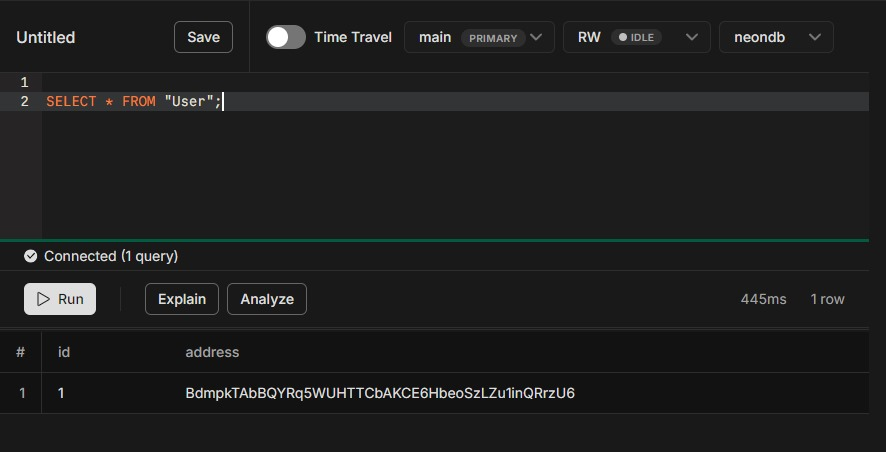 Untitled Save Time Travel main PRIMARY RW IDLE neondb
1
2 SELECT * FROM "User";
Connected (1 query)
Run Explain Analyze 445ms 1 row
# id address
1 1 BdmpkTAbBQYRq5WUHTTCbAKCE6HbeoSzLZu1inQRrzU6